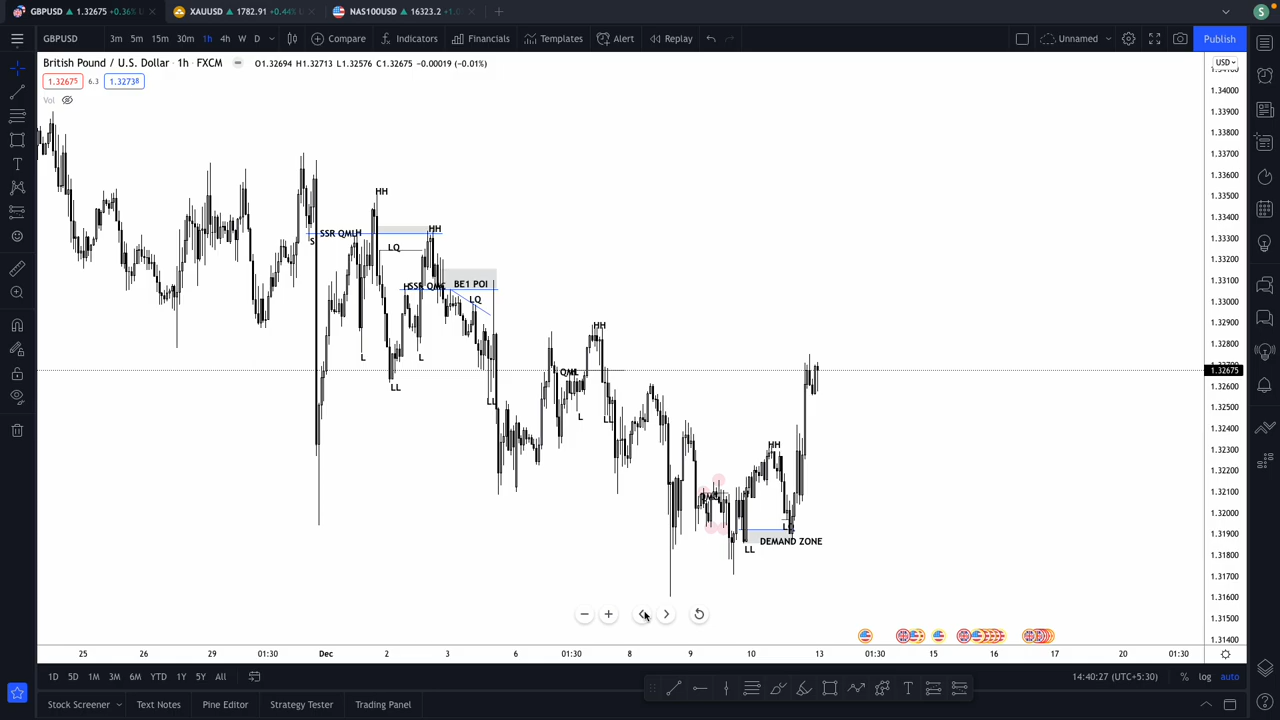 GBPUSD 1.32675 +0.36%
XAUUSD 1782.91 +0.44%
NAS100USD 16323.2
S
GBPUSD 3m 5m 15m 30m 1h 4h W D Compare Indicators Financials Templates Alert Replay Unnamed Publish
British Pound / U.S. Dollar · 1h · FXCM O1.32694 H1.32713 L1.32576 C1.32675 −0.00019 (−0.01%)
USD
1.32675 6.3 1.32738
Vol
1.34000
1.33800
1.33700
1.33600
1.33500
1.33400
1.33300
1.33200
1.33100
1.33000
1.32900
1.32800
1.32675
1.32600
1.32500
1.32400
1.32300
1.32200
1.32100
1.32000
1.31900
1.31800
1.31700
1.31600
1.31500
1.31400
HH
S SSR QMLH
HH
LQ
SSR QMC
BE1 POI
LQ
HH
L
L
QML
LL
LL
L
LL
HH
LQ
DEMAND ZONE
LL
25 26 29 01:30 Dec 2 3 6 01:30 8 9 10 13 01:30 15 16 17 20 01:30
1D 5D 1M 3M 6M YTD 1Y 5Y All
14:40:27 (UTC+5:30) % log auto
Stock Screener Text Notes Pine Editor Strategy Tester Trading Panel